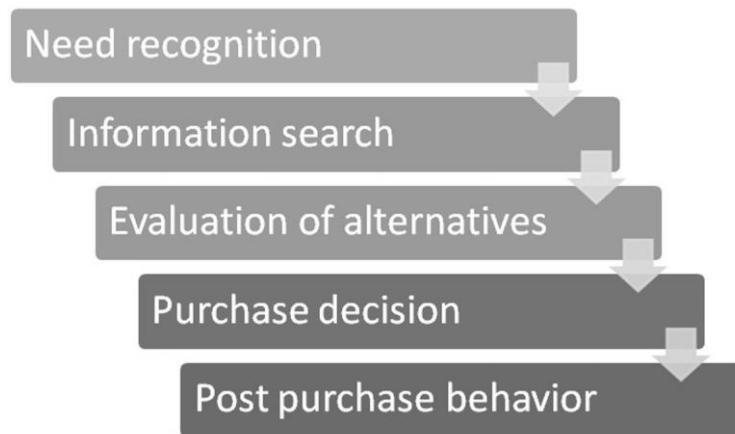 Need recognition
Information search
Evaluation of alternatives
Purchase decision
Post purchase behavior